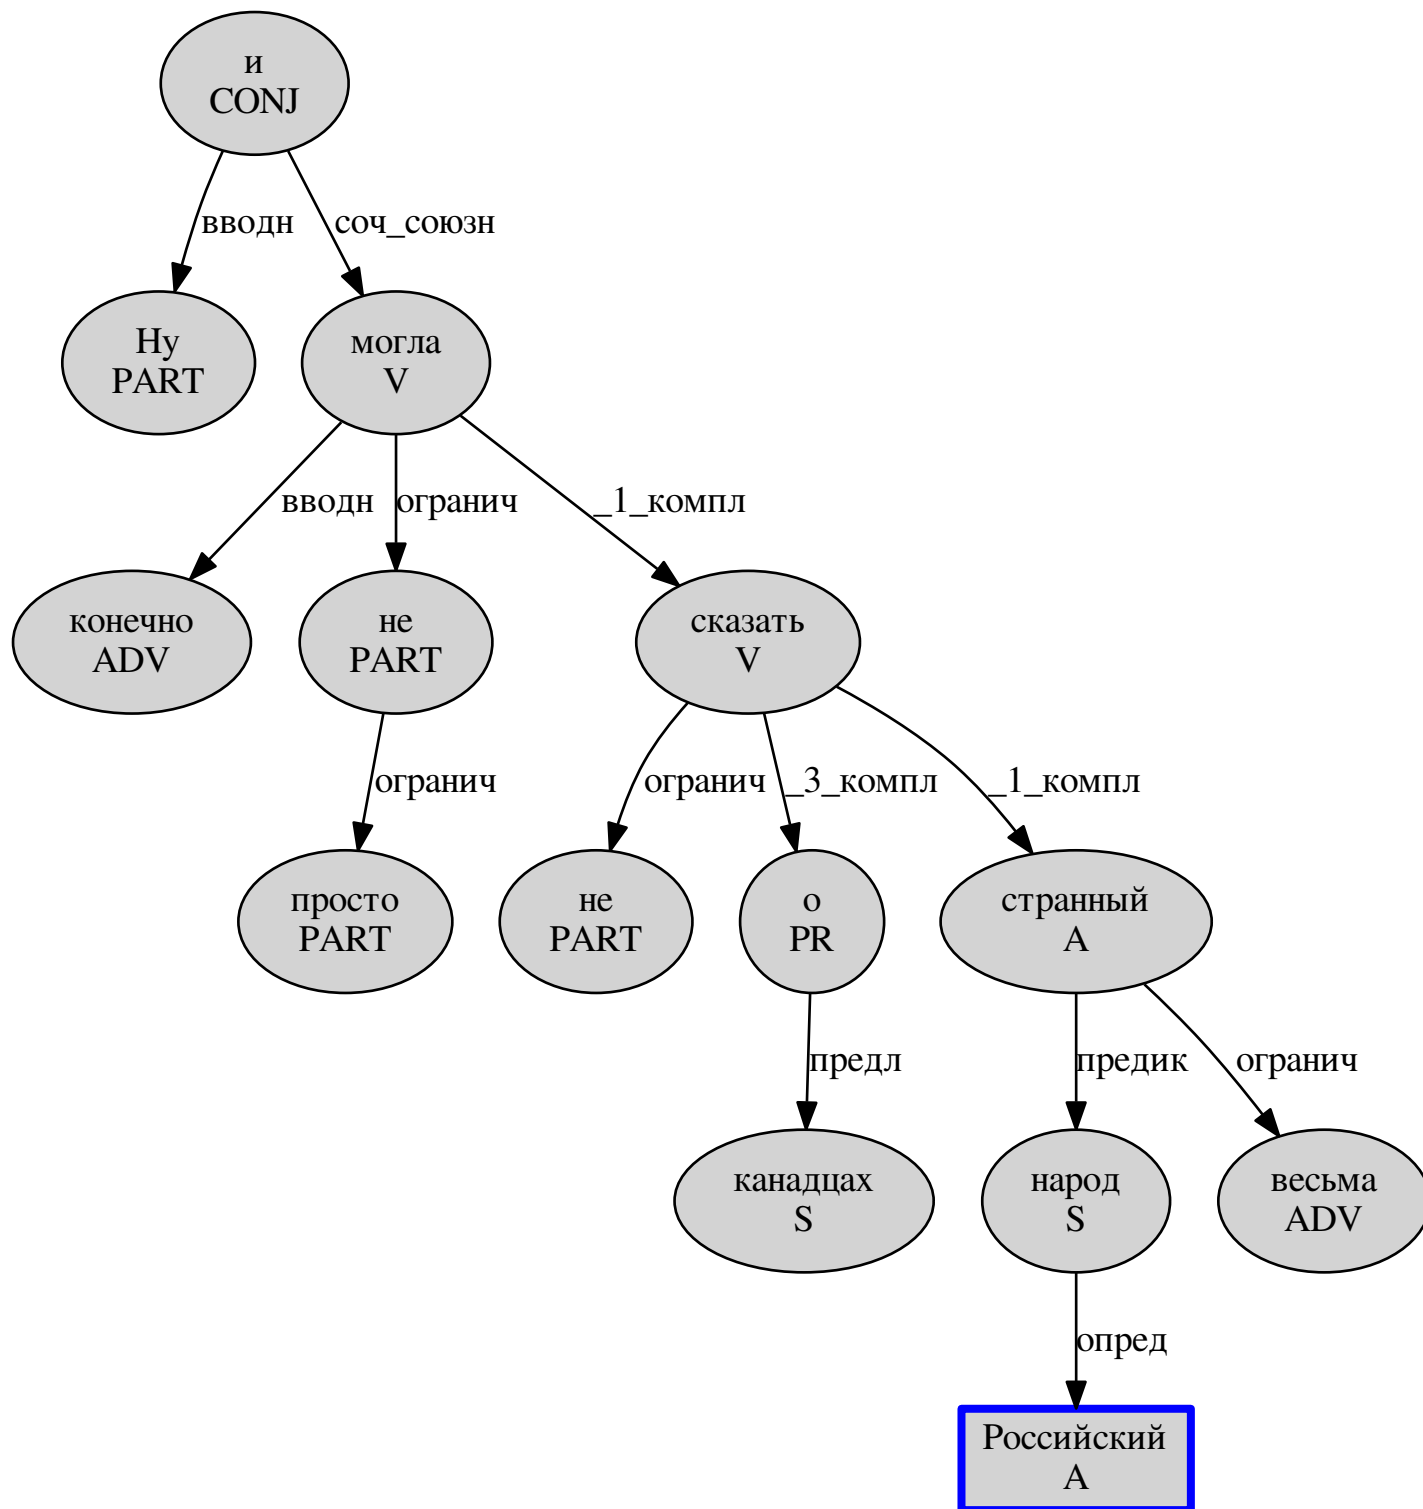 и
CONJ
вводн
соч_союзн
Ну
PART
могла
V
вводн
огранич
_1_компл
конечно
ADV
не
PART
сказать
V
огранич
огранич
_3_компл
_1_компл
просто
PART
не
PART
о
PR
странный
A
предл
предик
огранич
канадцах
S
народ
S
весьма
ADV
опред
Российский
A